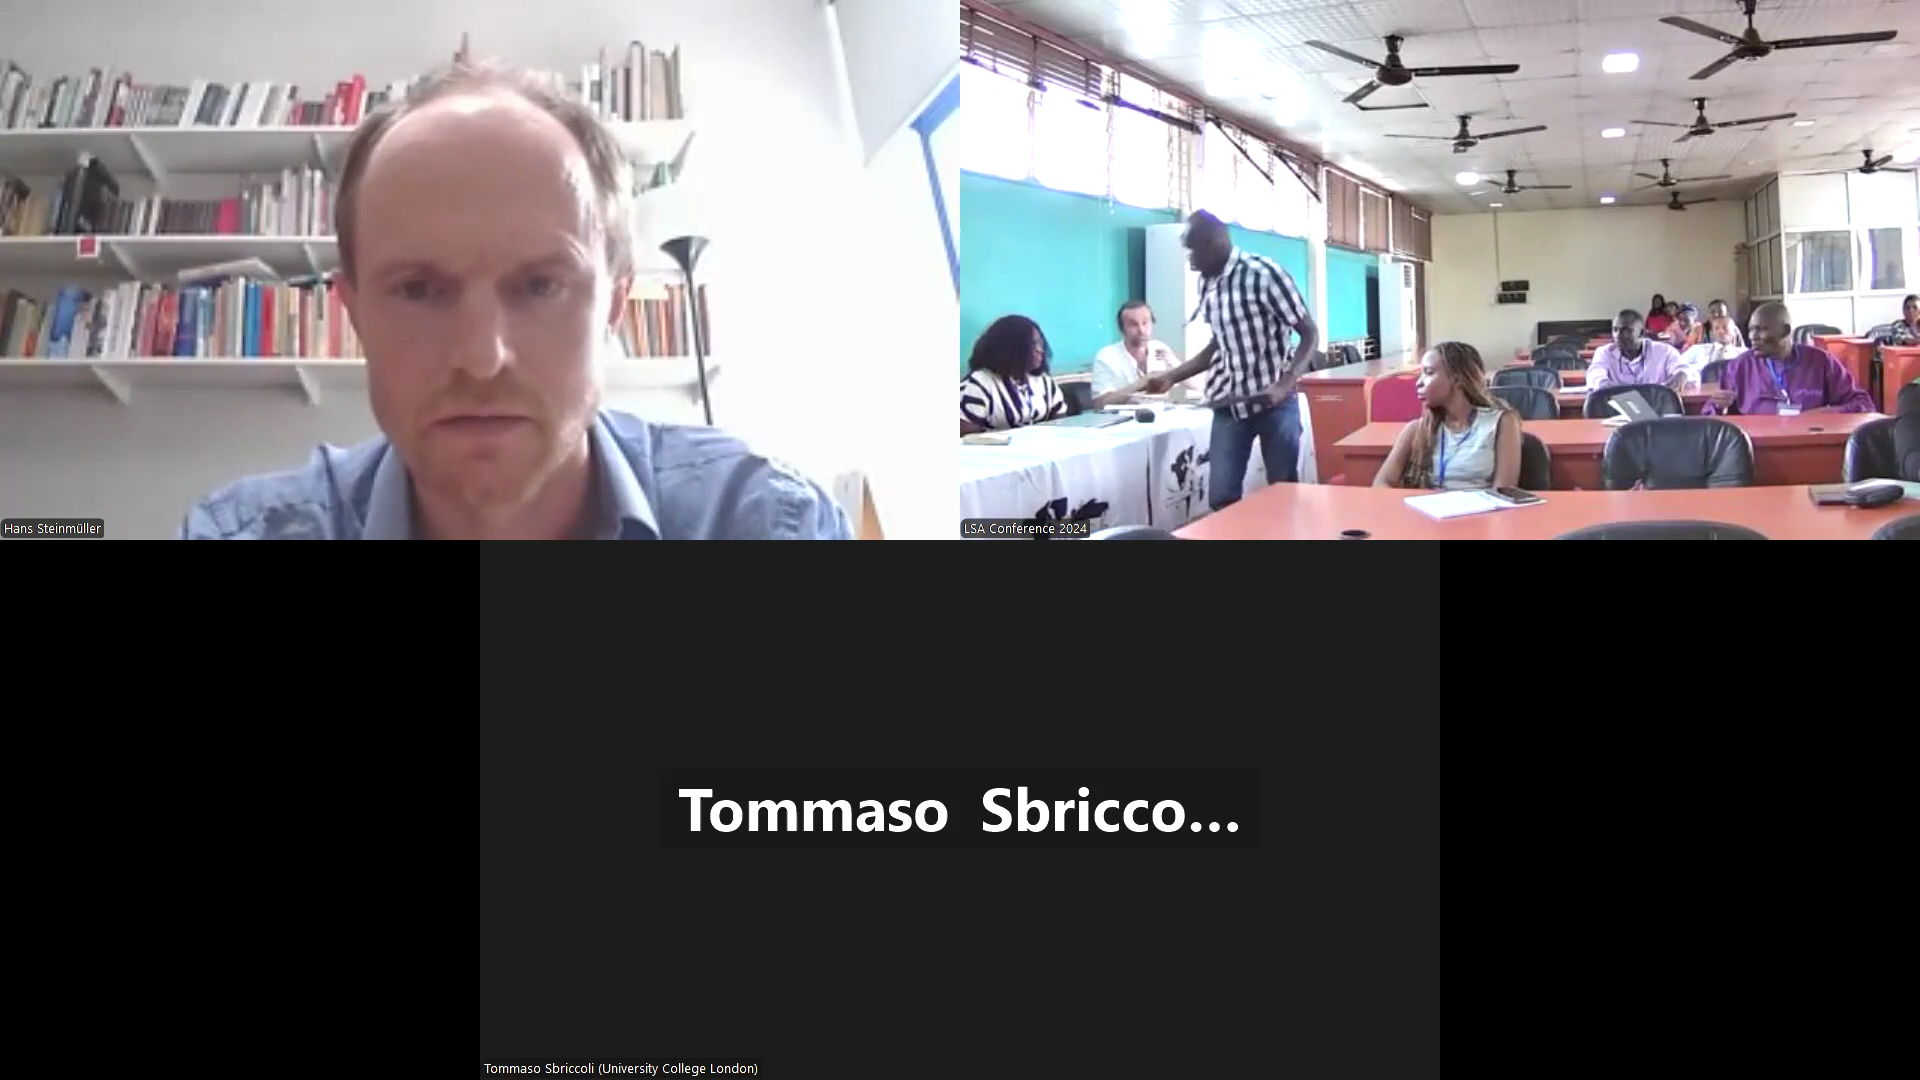 Hans Steinmüller
LSA Conference 2024
Tommaso Sbricco...
Tommaso Sbriccoli (University College London)